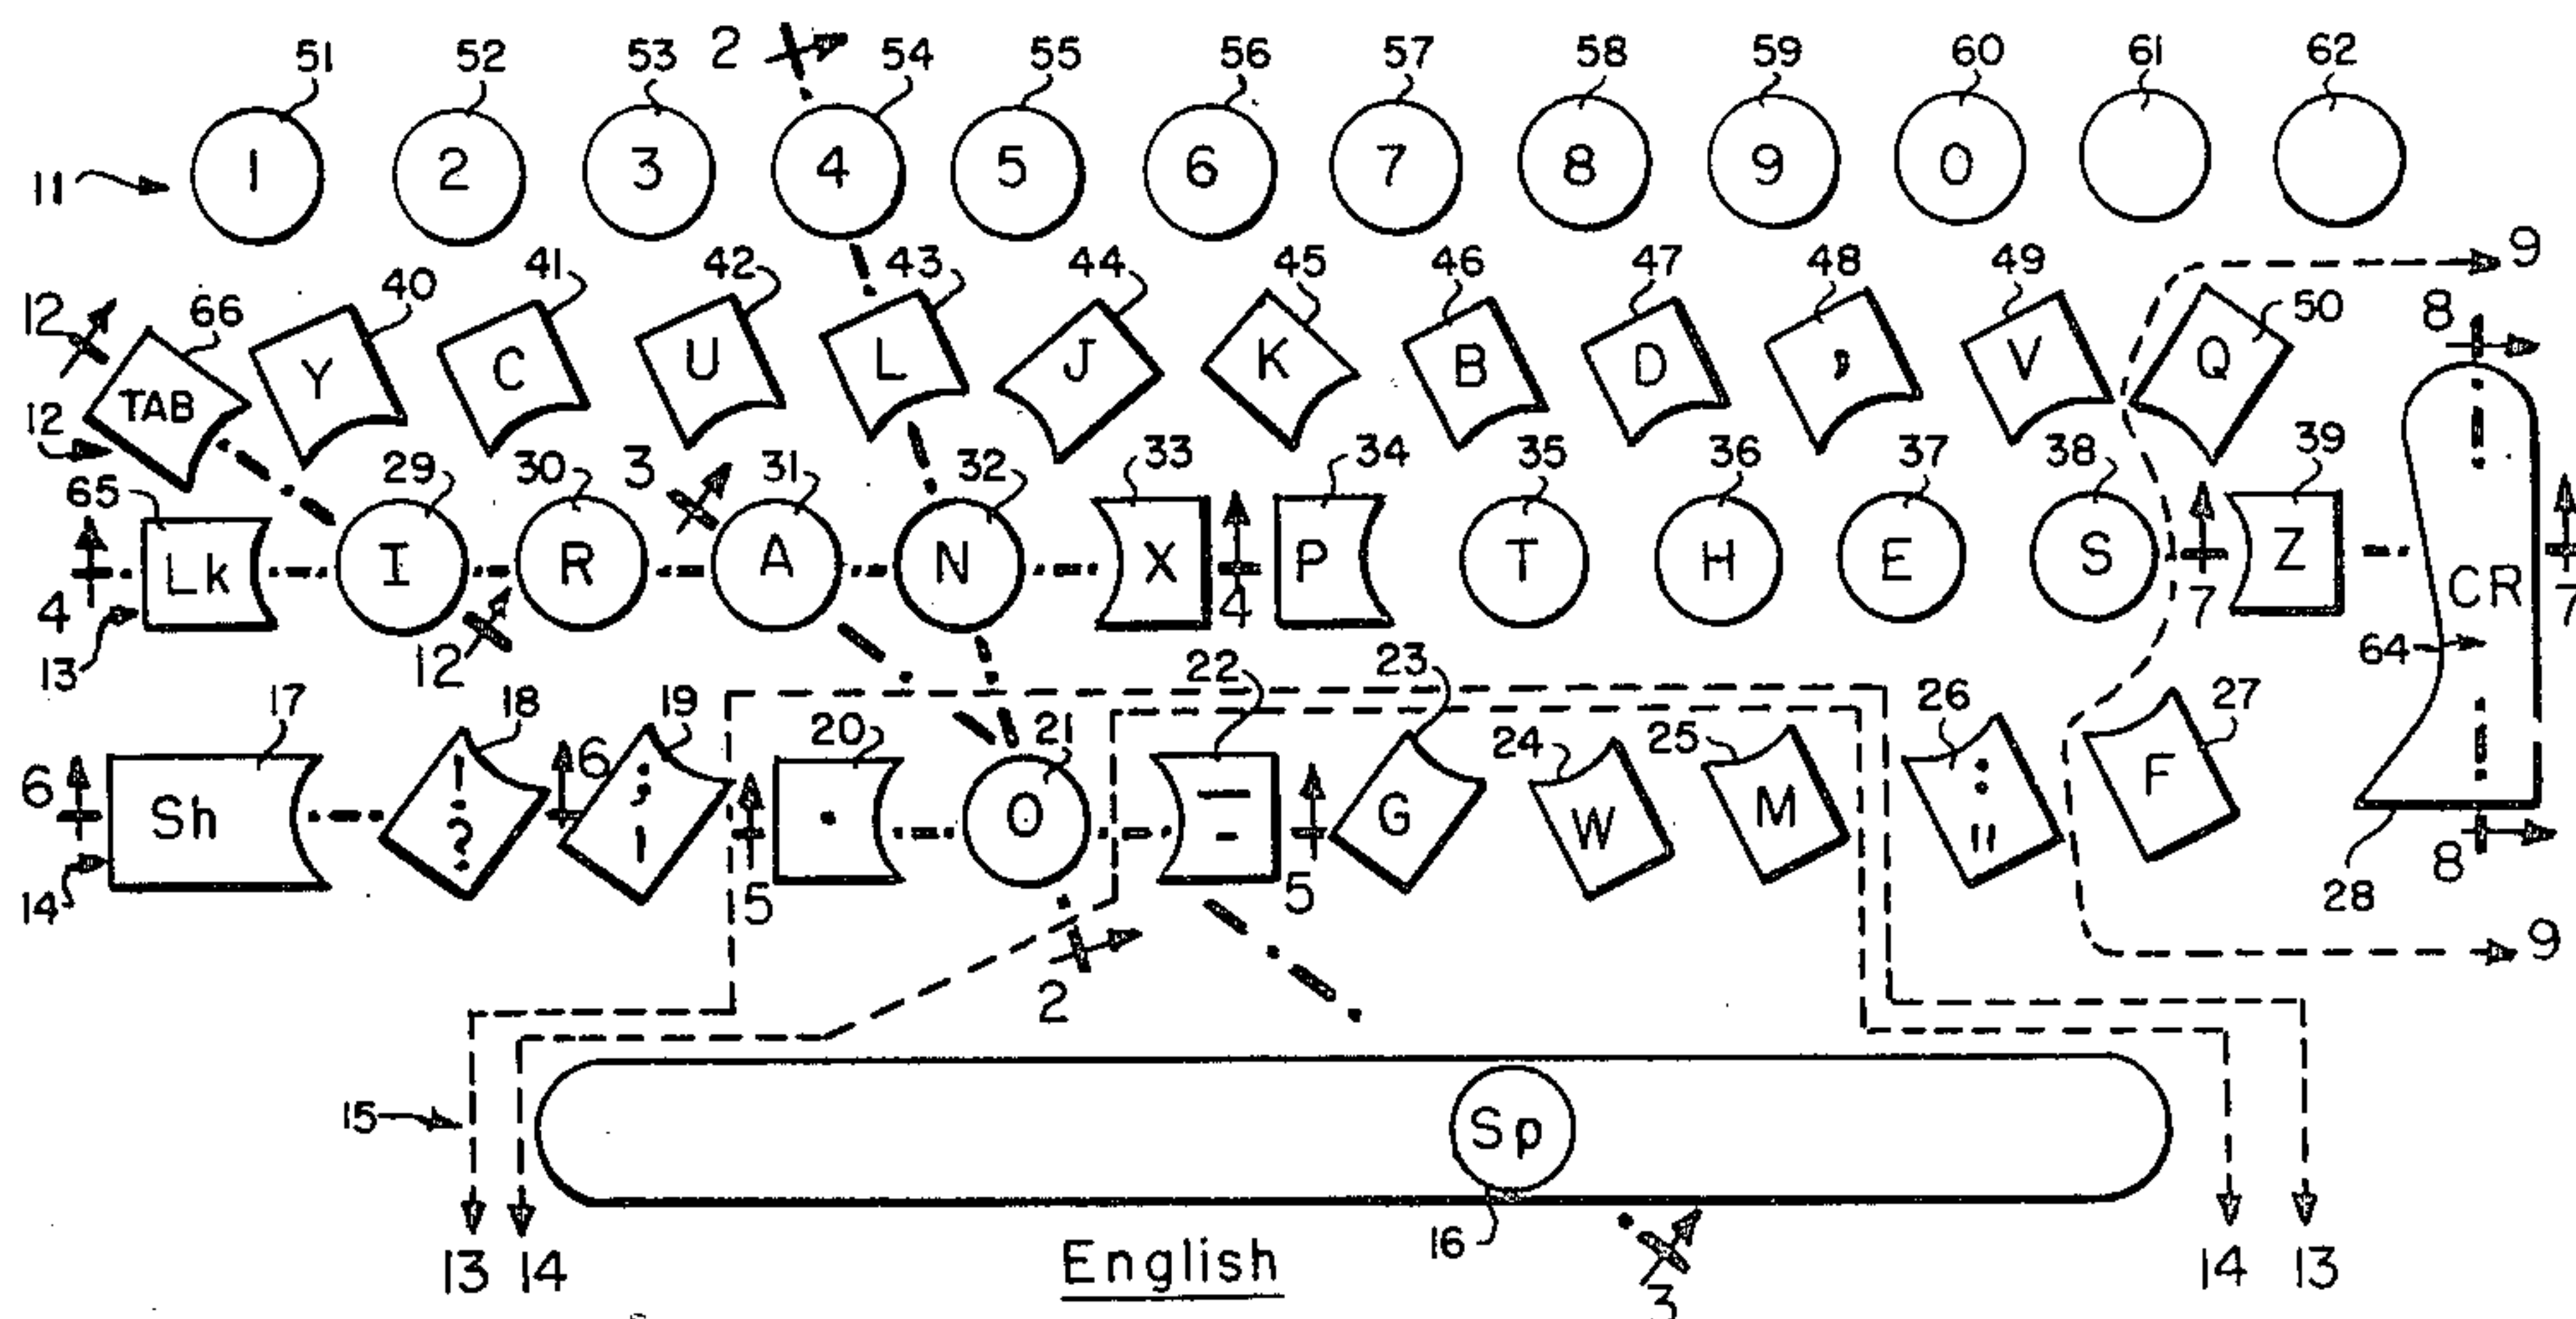 51 52 53 2 54 55 56 57 58 59 60 61 62
11 1 2 3 4 5 6 7 8 9 0
12 66 40 41 42 43 44 45 46 47 48 49 50 9
8
12 TAB Y C U L J K B D , V Q
65 29 30 3 31 32 33 34 35 36 37 38 39
4 Lk I R A N X 4 P T H E S 7 Z CR 7
13 12 64
17 18 19 20 21 22 23 24 25 26 27
6 Sh ! ? 6 ; ' . O — - G W M : " F
14 5 5 28 8
2 9
15 Sp
16
13 14 English 3 14 13